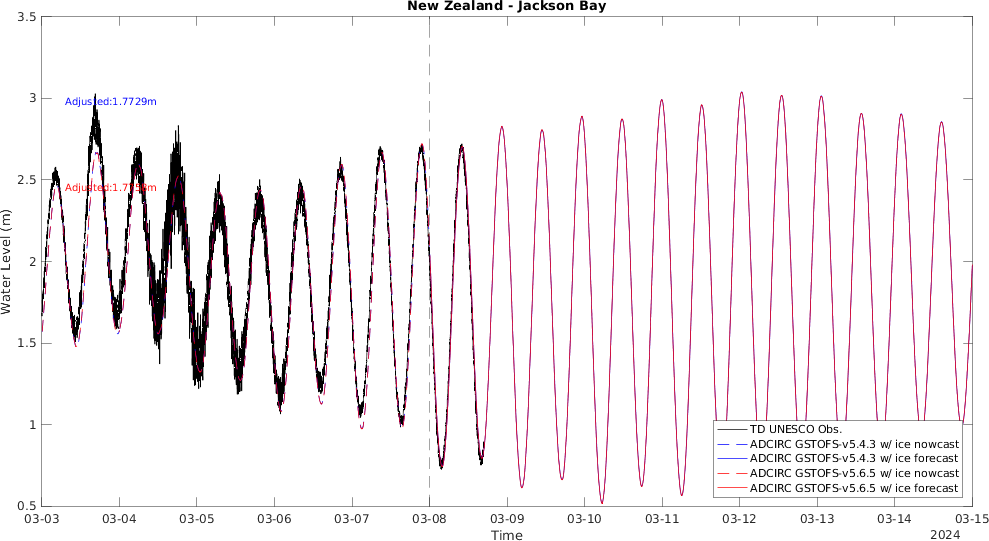 New Zealand - Jackson Bay
3.5
3
2.5
2
1.5
1
0.5
Water Level (m)
Adjusted:1.7729m
TD UNESCO Obs.
ADCIRC GSTOFS-v5.4.3 w/ ice nowcast
ADCIRC GSTOFS-v5.4.3 w/ ice forecast
ADCIRC GSTOFS-v5.6.5 w/ ice nowcast
ADCIRC GSTOFS-v5.6.5 w/ ice forecast
03-03 03-04 03-05 03-06 03-07 03-08 03-09 03-10 03-11 03-12 03-13 03-14 03-15
Time
2024